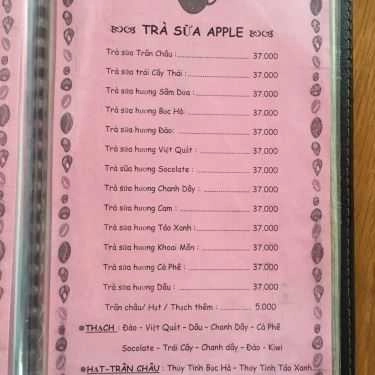 TRÀ SỮA APPLE
Trà sữa Trân Châu : 37.000
Trà sữa trái Cây Thái : 37.000
Trà sữa hương Sầm Dứa : 37.000
Trà sữa hương Bạc Hà: 37.000
Trà sữa hương Đào: 37.000
Trà sữa hương Việt Quất : 37.000
Trà sữa hương Socolate : 37.000
Trà sữa hương Chanh Dây : 37.000
Trà sữa hương Cam : 37.000
Trà sữa hương Táo Xanh : 37.000
Trà sữa hương Khoai Môn : 37.000
Trà sữa hương Cà Phê : 37.000
Trà sữa hương Dâu : 37.000
Trân châu/ Hạt / Thạch thêm : 5.000
THẠCH : Đào - Việt Quất - Dâu - Chanh Dây - Cà Phê
Socolate - Trái Cây - Chanh dây - Đào - Kiwi
HẠT-TRÂN CHÂU : Thủy Tinh Bạc Hà - Thủy Tinh Táo Xanh